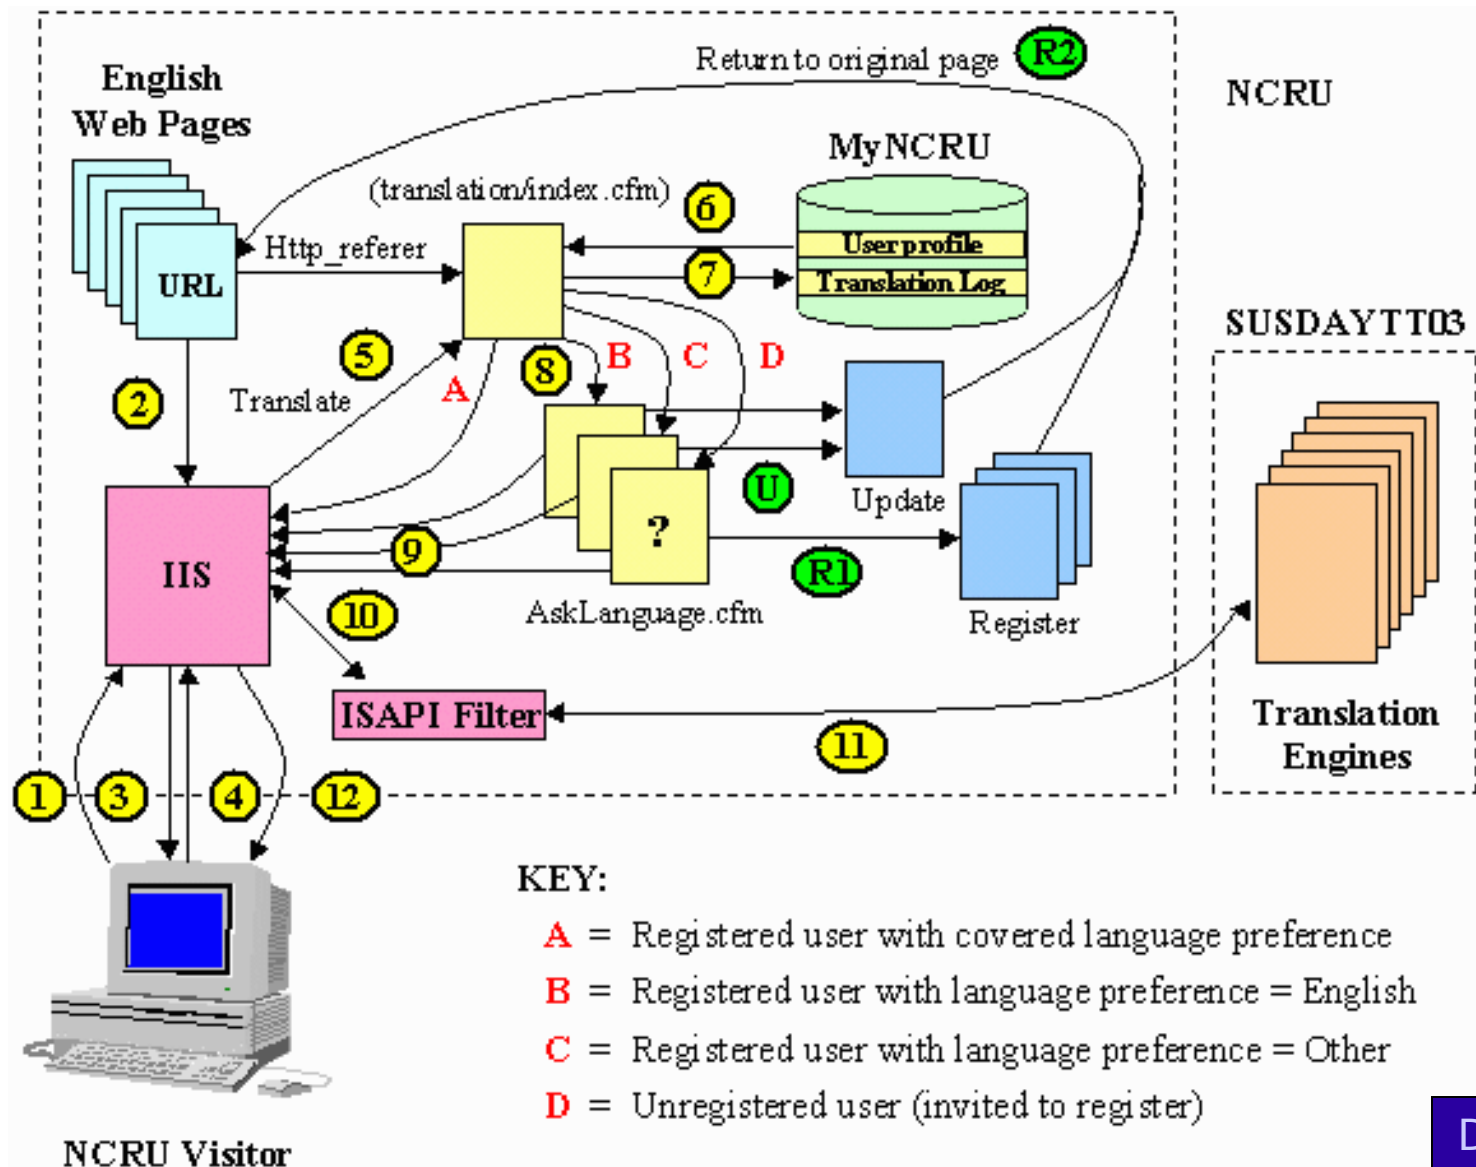 Return to original page
R2
English
Web Pages
NCRU
MyNCRU
(translation/index.cfm)
6
Http_referer
User profile
7
Translation Log
URL
SUSDAYTT03
5
8
B
C
D
2
Translate
A
U
Update
?
9
IIS
R1
10
AskLanguage.cfm
Register
ISAPI Filter
11
Translation
Engines
1
3
4
12
KEY:
A = Registered user with covered language preference
B = Registered user with language preference = English
C = Registered user with language preference = Other
D = Unregistered user (invited to register)
NCRU Visitor